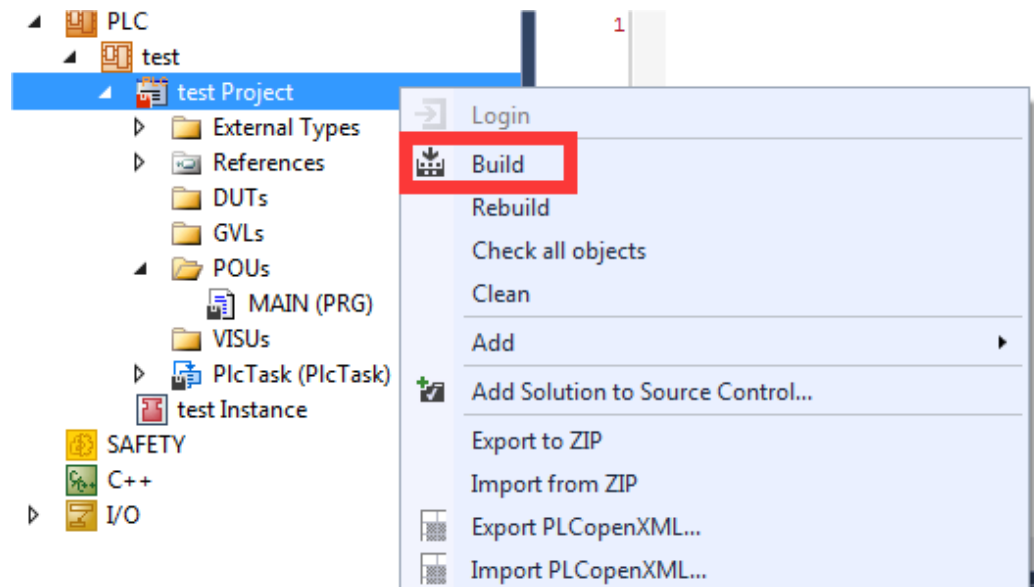 PLC
test
test Project
External Types
References
DUTs
GVLs
POUs
MAIN (PRG)
VISUs
PlcTask (PlcTask)
test Instance
SAFETY
C++
I/O
1
Login
Build
Rebuild
Check all objects
Clean
Add
Add Solution to Source Control...
Export to ZIP
Import from ZIP
Export PLCopenXML...
Import PLCopenXML...